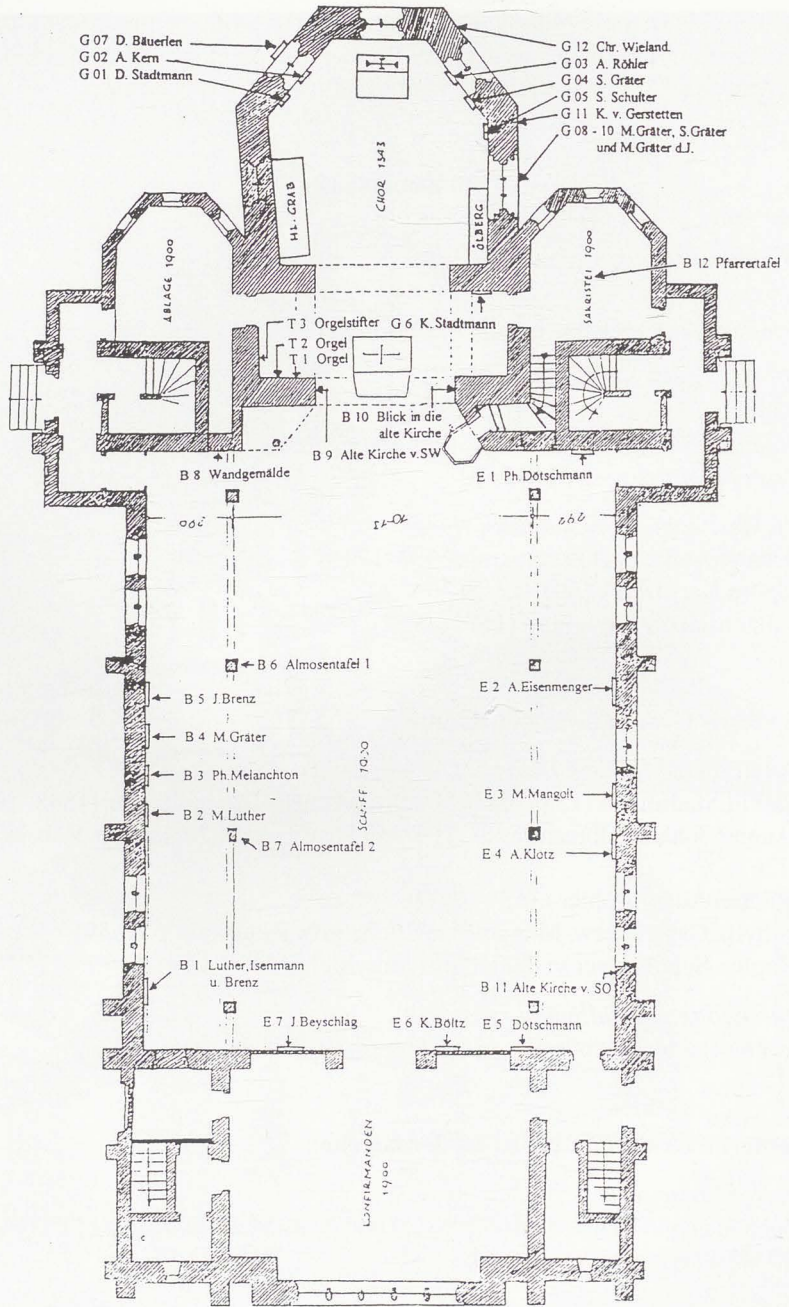 G 07 D. Bäuerlen
G 02 A. Kern
G 01 D. Stadtmann
G 12 Chr. Wieland.
G 03 A. Röhler
G 04 S. Gräter
G 05 S. Schulter
G 11 K. v. Gerstetten
G 08 - 10 M.Gräter, S.Gräter
und M.Gräter d.J.
CHOR 1343
HL. GRAB
ÖLBERG
ABLAGE 1900
SAKRISTEI 1900
B 12 Pfarrertafel
T 3 Orgelstifter
G 6 K. Stadtmann
T 2 Orgel
T 1 Orgel
B 10 Blick in die
alte Kirche
B 9 Alte Kirche v. SW
B 8 Wandgemälde
E 1 Ph.Dötschmann
B 6 Almosentafel 1
B 5 J.Brenz
E 2 A.Eisenmenger
B 4 M.Gräter
B 3 Ph.Melanchton
E 3 M.Mangolt
B 2 M.Luther
SCHIFF 1900
B 7 Almosentafel 2
E 4 A.Klotz
B 1 Luther, Isenmann
u. Brenz
B 11 Alte Kirche v. SO
E 7 J.Beyschlag
E 6 K.Böltz
E 5 Dötschmann
KONFIRMANDEN
1900